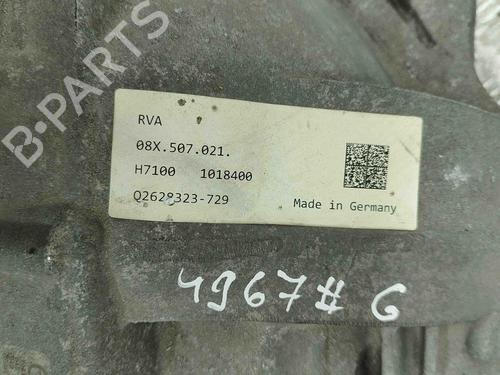 B-PARTS
RVA
08X.507.021.
H7100 1018400
Q2628323-729
Made in Germany
4967# G